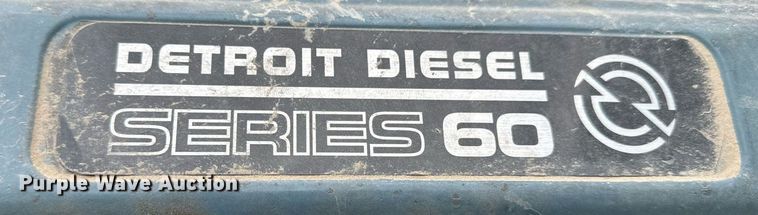 DETROIT DIESEL
SERIES 60
Purple Wave Auction